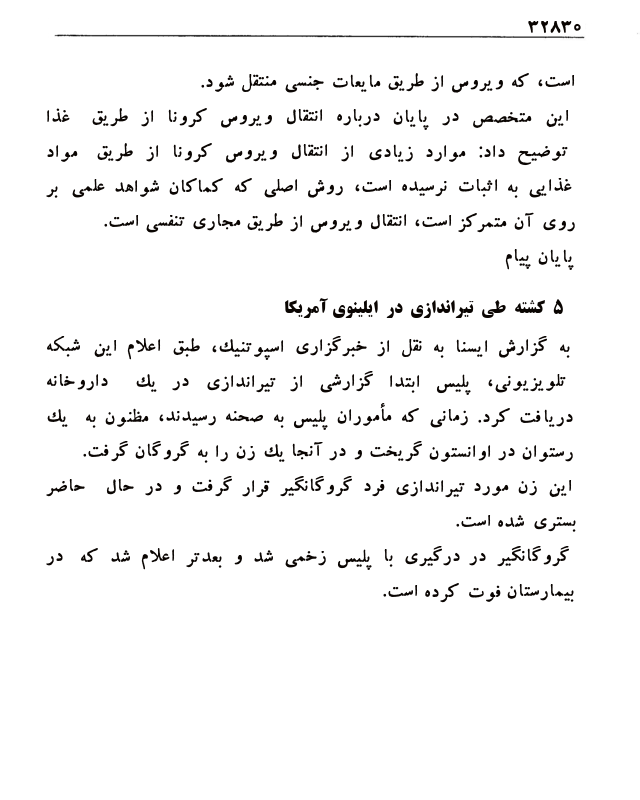 ۳۲۸۳۰
است، که ویروس از طریق مایعات جنسی منتقل شود.
این متخصص در پایان درباره انتقال ویروس کرونا از طریق غذا
توضیح داد: موارد زیادی از انتقال ویروس کرونا از طریق مواد
غذایی به اثبات نرسیده است، روش اصلی که کماکان شواهد علمی بر
روی آن متمرکز است، انتقال ویروس از طریق مجاری تنفسی است.
پایان پیام
۵ کشته طی تیراندازی در ایلینوی آمریکا
به گزارش ایسنا به نقل از خبرگزاری اسپوتنیك، طبق اعلام این شبکه
تلویزیونی، پلیس ابتدا گزارشی از تیراندازی در یك داروخانه
دریافت کرد. زمانی که مأموران پلیس به صحنه رسیدند، مظنون به یك
رستوان در اوانستون گریخت و در آنجا یك زن را به گروگان گرفت.
این زن مورد تیراندازی فرد گروگانگیر قرار گرفت و در حال حاضر
بستری شده است.
گروگانگیر در درگیری با پلیس زخمی شد و بعدتر اعلام شد که در
بیمارستان فوت کرده است.